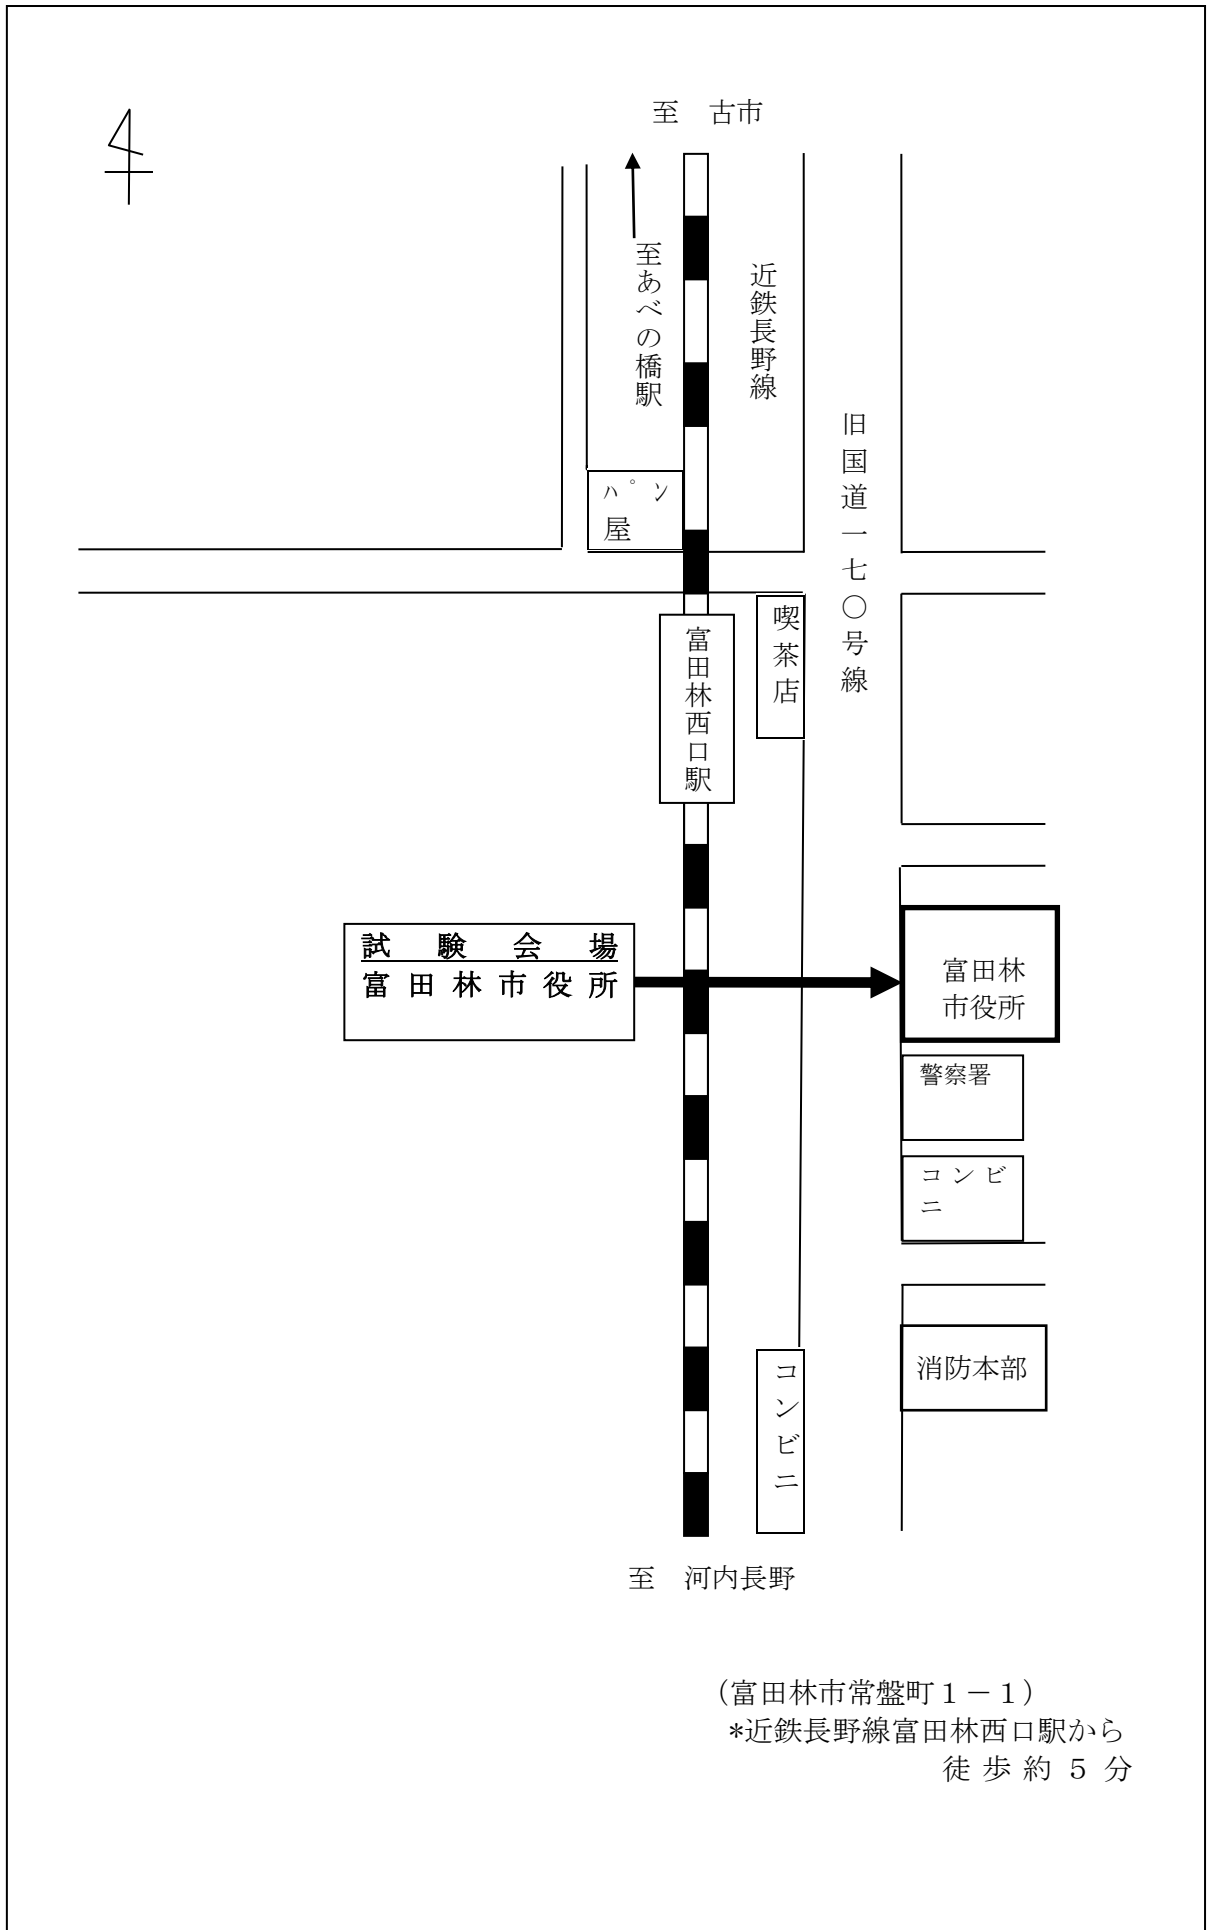 至　古市
至あべの橋駅
近鉄長野線
旧国道一七〇号線
パン
屋
喫茶店
富田林西口駅
試験会場
富田林市役所
富田林
市役所
警察署
コンビ
ニ
消防本部
コンビニ
至　河内長野
（富田林市常盤町１－１）
*近鉄長野線富田林西口駅から
徒歩約５分